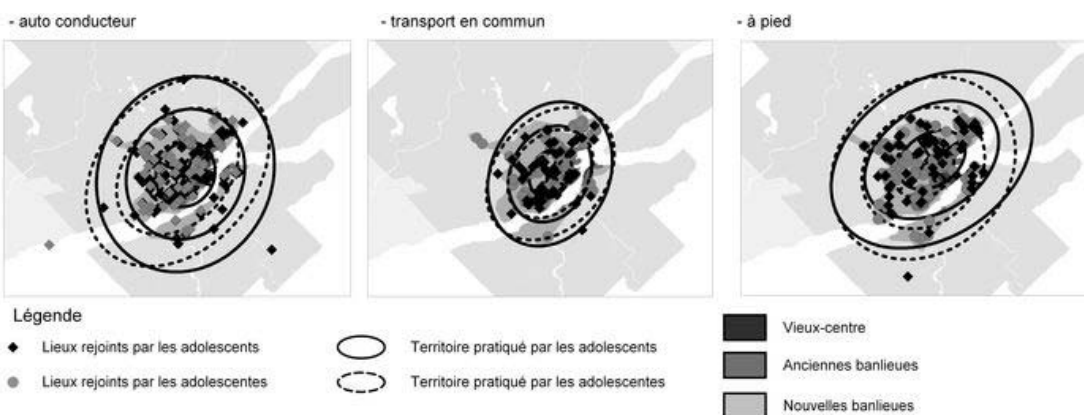 - auto conducteur
- transport en commun
- à pied
Légende
Lieux rejoints par les adolescents
Lieux rejoints par les adolescentes
Territoire pratiqué par les adolescents
Territoire pratiqué par les adolescentes
Vieux-centre
Anciennes banlieues
Nouvelles banlieues